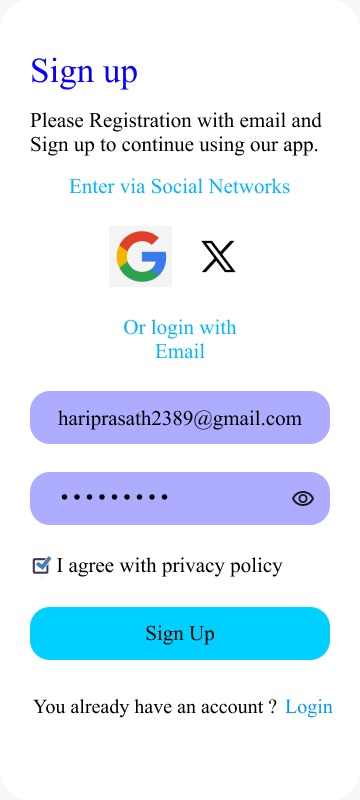 Sign up
Please Registration with email and
Sign up to continue using our app.
Enter via Social Networks
Or login with
Email
hariprasath2389@gmail.com
•••••••••
I agree with privacy policy
Sign Up
You already have an account ? Login